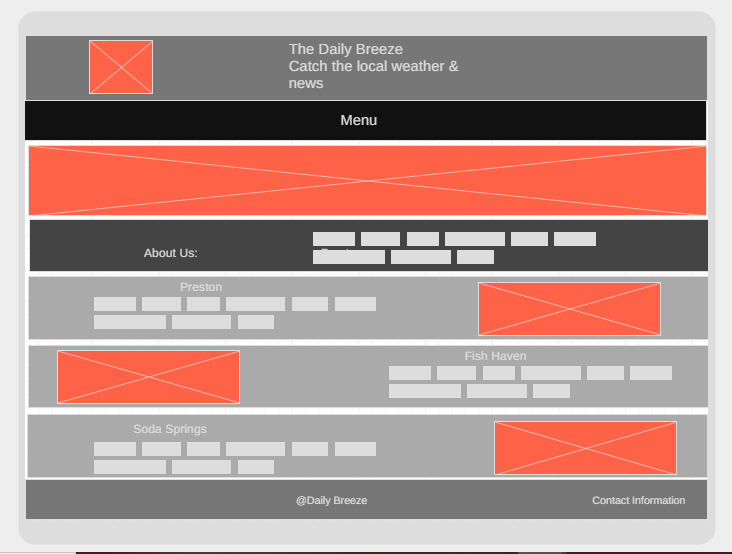 The Daily Breeze
Catch the local weather &
news
Menu
About Us:
Preston
Fish Haven
Soda Springs
@Daily Breeze
Contact Information